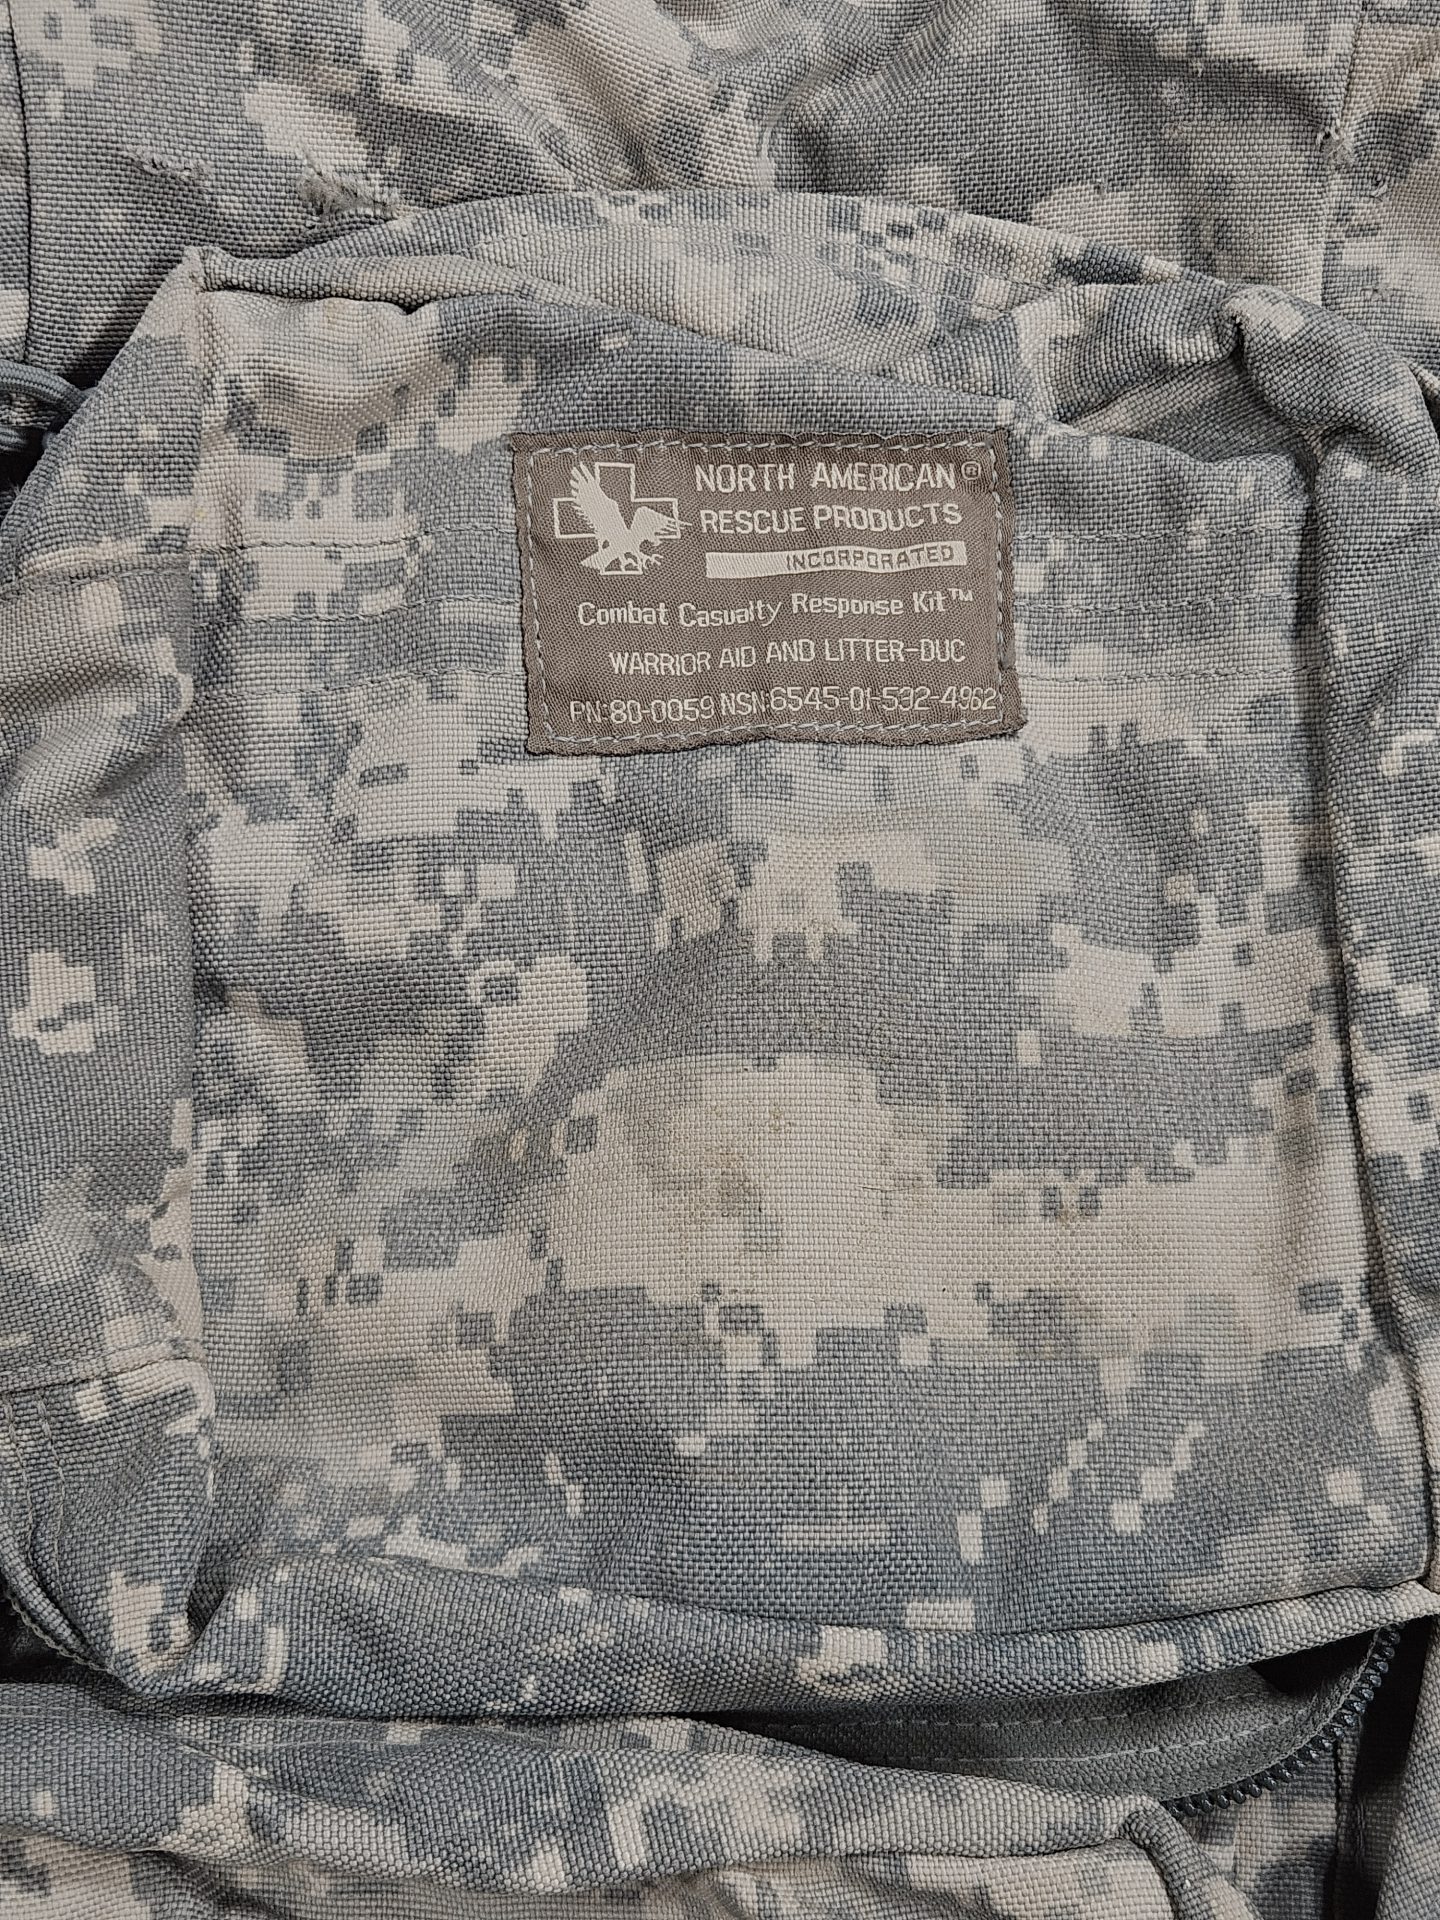 NORTH AMERICAN®
RESCUE PRODUCTS
INCORPORATED
Combat Casualty Response Kit™
WARRIOR AID AND LITTER-DUC
PN:80-0059 NSN:6545-01-532-4962